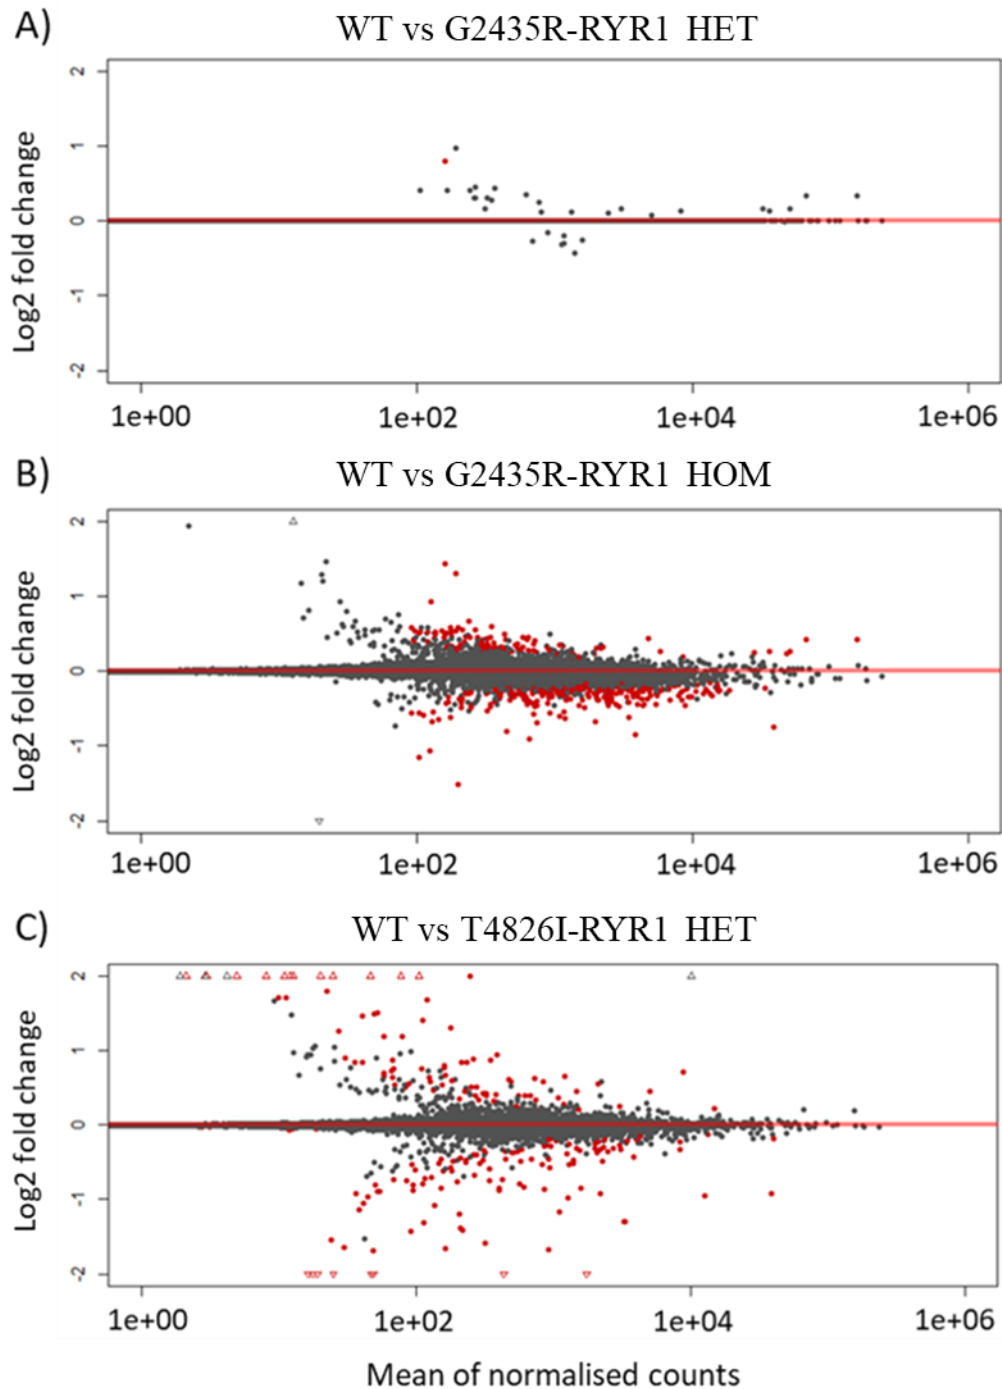 A)
WT vs G2435R-RYR1 HET
Log2 fold change
2
1
0
-1
-2
1e+00 1e+02 1e+04 1e+06
B)
WT vs G2435R-RYR1 HOM
Log2 fold change
2
1
0
-1
-2
1e+00 1e+02 1e+04 1e+06
C)
WT vs T4826I-RYR1 HET
Log2 fold change
2
1
0
-1
-2
1e+00 1e+02 1e+04 1e+06
Mean of normalised counts